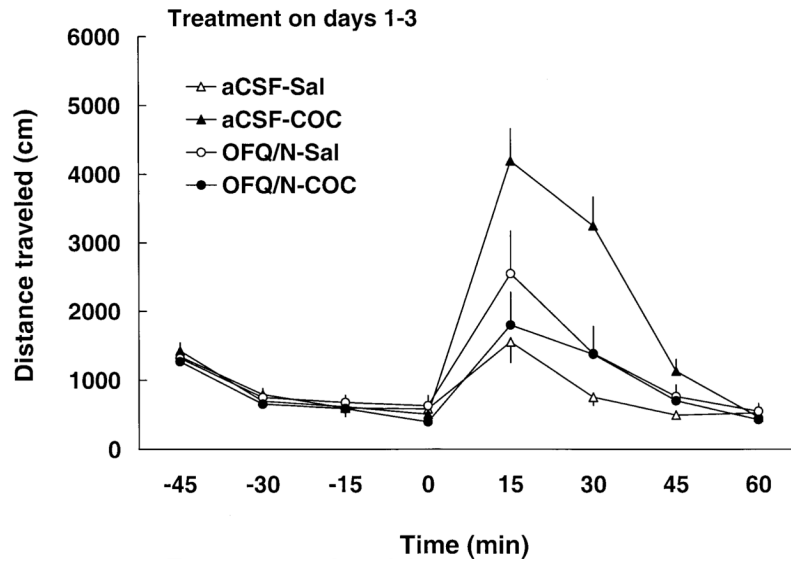 Treatment on days 1-3
6000
5000
4000
3000
2000
1000
0
Distance traveled (cm)
aCSF-Sal
aCSF-COC
OFQ/N-Sal
OFQ/N-COC
-45 -30 -15 0 15 30 45 60
Time (min)